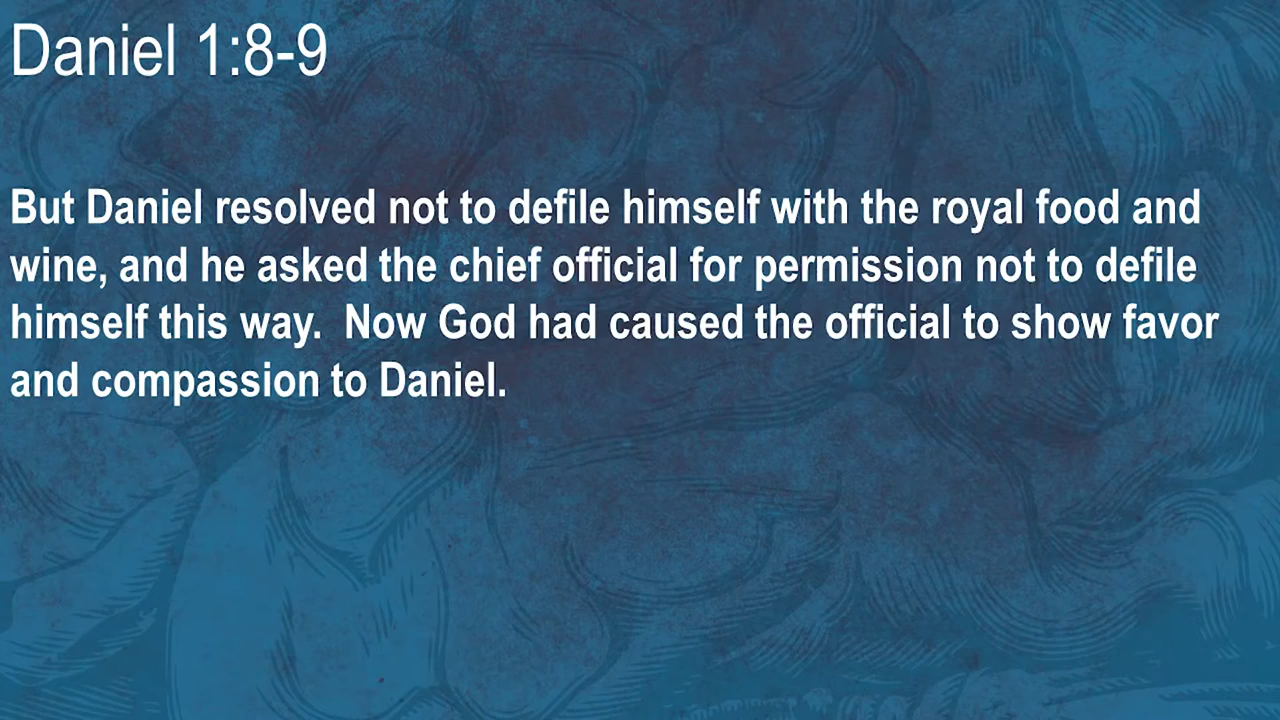 Daniel 1:8-9
But Daniel resolved not to defile himself with the royal food and
wine, and he asked the chief official for permission not to defile
himself this way.  Now God had caused the official to show favor
and compassion to Daniel.